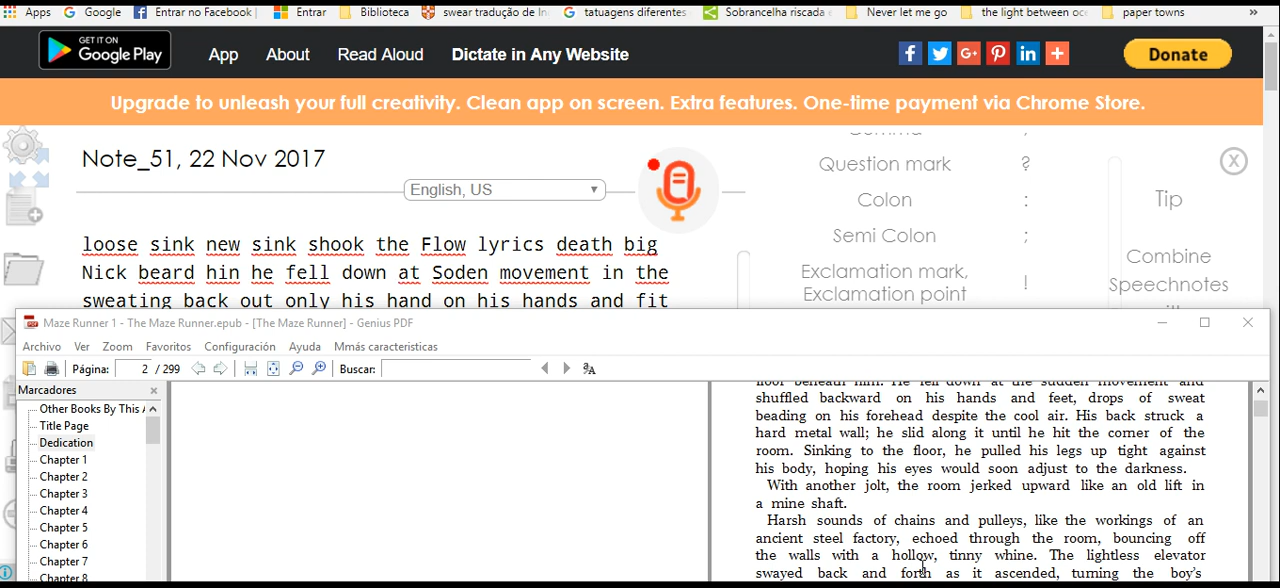 Apps Google Entrar no Facebook Entrar Biblioteca swear tradução de In tatuagens diferentes Sobrancelha riscada Never let me go the light between oce paper towns »
GET IT ON
Google Play
App About Read Aloud Dictate in Any Website
Donate
Upgrade to unleash your full creativity. Clean app on screen. Extra features. One-time payment via Chrome Store.
Note_51, 22 Nov 2017
English, US
loose sink new sink shook the Flow lyrics death big
Nick beard hin he fell down at Soden movement in the
sweating back out only his hand on his hands and fit
Comma ,
Question mark ?
Colon :
Semi Colon ;
Exclamation mark,
Exclamation point !
Tip
Combine
Speechnotes
Maze Runner 1 - The Maze Runner.epub - [The Maze Runner] - Genius PDF
Archivo Ver Zoom Favoritos Configuración Ayuda Mmás caracteristicas
Página: 2 / 299 Buscar:
Marcadores
Other Books By This A
Title Page
Dedication
Chapter 1
Chapter 2
Chapter 3
Chapter 4
Chapter 5
Chapter 6
Chapter 7
Chapter 8
floor beneath him. He fell down at the sudden movement and
shuffled backward on his hands and feet, drops of sweat
beading on his forehead despite the cool air. His back struck a
hard metal wall; he slid along it until he hit the corner of the
room. Sinking to the floor, he pulled his legs up tight against
his body, hoping his eyes would soon adjust to the darkness.
With another jolt, the room jerked upward like an old lift in
a mine shaft.
Harsh sounds of chains and pulleys, like the workings of an
ancient steel factory, echoed through the room, bouncing off
the walls with a hollow, tinny whine. The lightless elevator
swayed back and forth as it ascended, turning the boy's